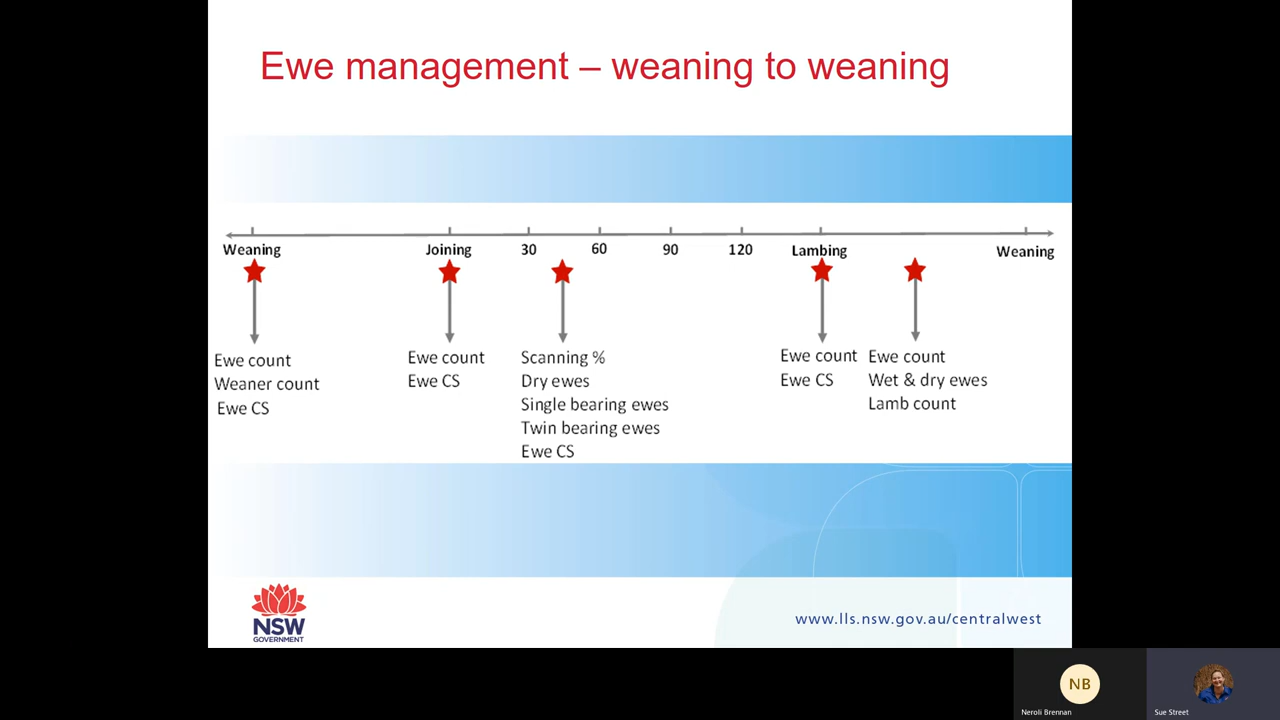 Ewe management – weaning to weaning
Weaning
Joining
30
60
90
120
Lambing
Weaning
Ewe count
Weaner count
Ewe CS
Ewe count
Ewe CS
Scanning %
Dry ewes
Single bearing ewes
Twin bearing ewes
Ewe CS
Ewe count
Ewe CS
Ewe count
Wet & dry ewes
Lamb count
NSW
GOVERNMENT
www.lls.nsw.gov.au/centralwest
NB
Neroli Brennan
Sue Street